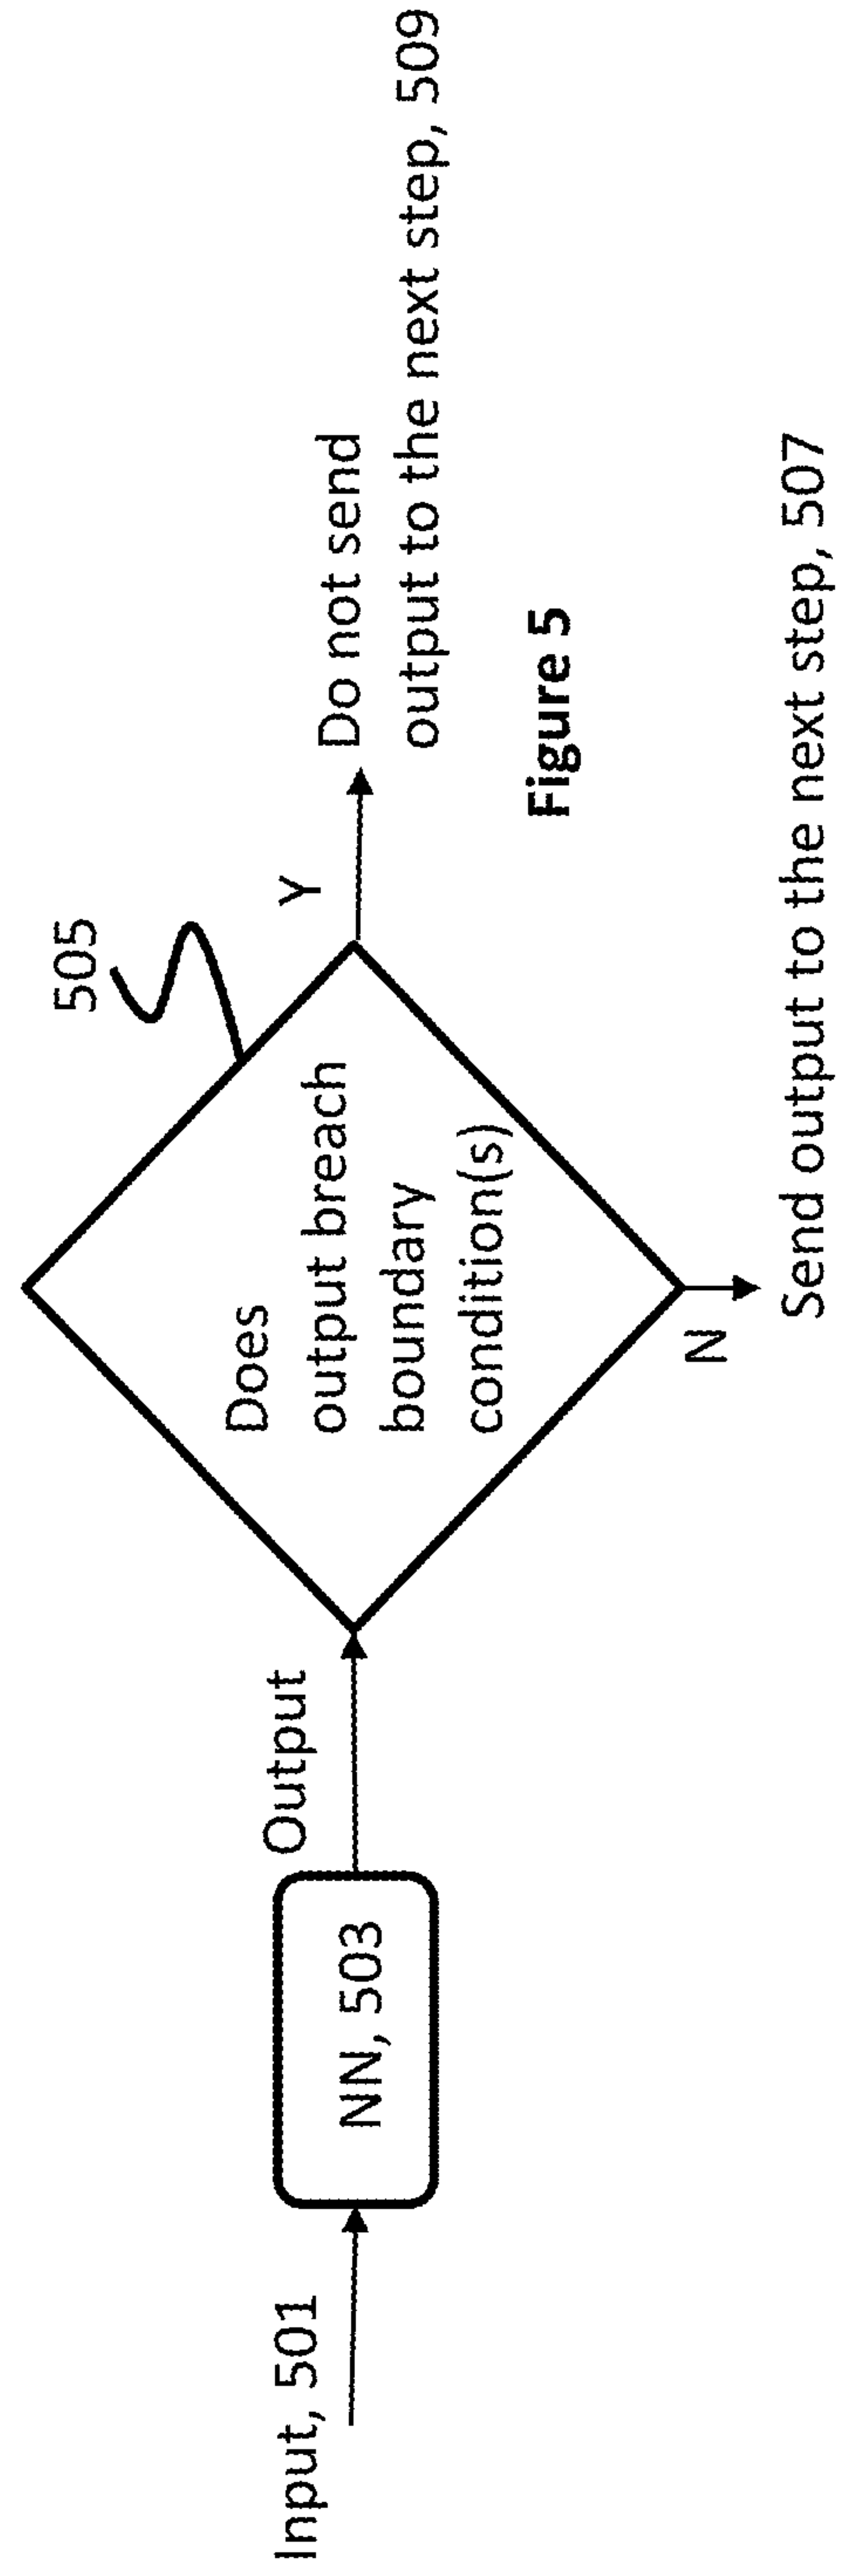 Input, 501
NN, 503
Output
Does
output breach
boundary
condition(s)
505
Y
Do not send
output to the next step, 509
N
Send output to the next step, 507
Figure 5